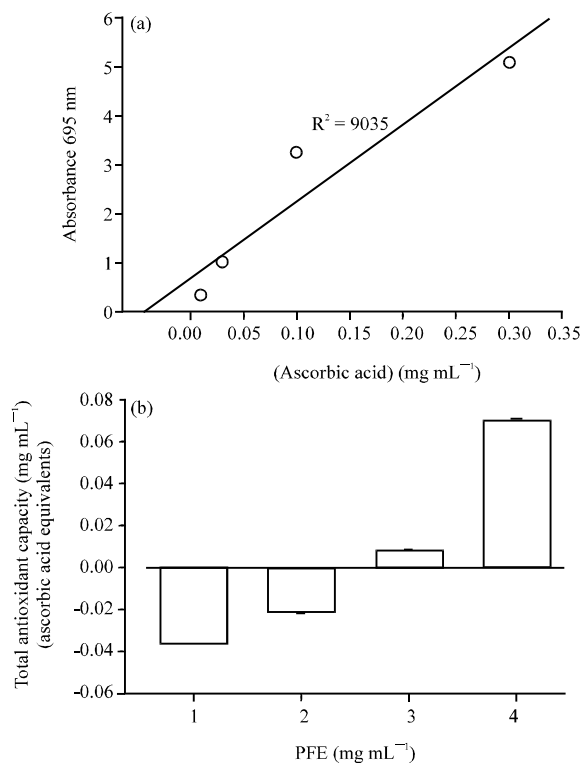 (a)
6
5
4
3
2
1
0
Absorbance 695 nm
R² = 9035
0.00 0.05 0.10 0.15 0.20 0.25 0.30 0.35
(Ascorbic acid) (mg mL⁻¹)
(b)
0.08
0.06
0.04
0.02
0.00
-0.02
-0.04
-0.06
Total antioxidant capacity (mg mL⁻¹)
(ascorbic acid equivalents)
1 2 3 4
PFE (mg mL⁻¹)